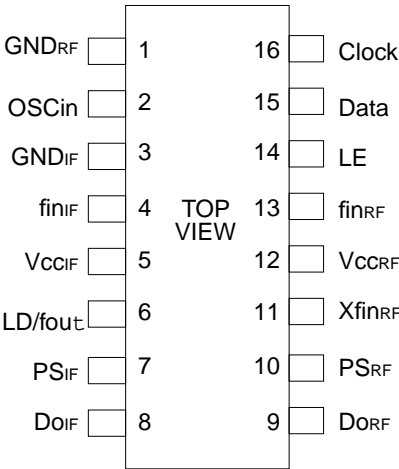 GNDRF 1 16 Clock
OSCin 2 15 Data
GNDIF 3 14 LE
finIF 4 TOP 13 finRF
VIEW
VccIF 5 12 VccRF
LD/fout 6 11 XfinRF
PSIF 7 10 PSRF
DoIF 8 9 DoRF